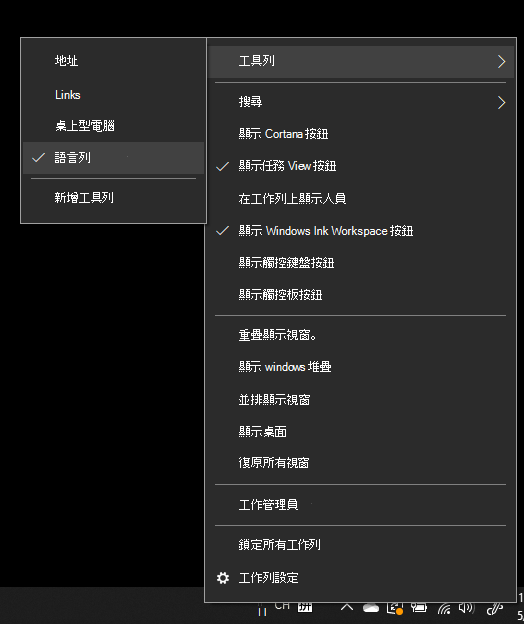 地址
Links
桌上型電腦
語言列
新增工具列
工具列
搜尋
顯示 Cortana 按鈕
顯示任務 View 按鈕
在工作列上顯示人員
顯示 Windows Ink Workspace 按鈕
顯示觸控鍵盤按鈕
顯示觸控板按鈕
重疊顯示視窗。
顯示 windows 堆疊
並排顯示視窗
顯示桌面
復原所有視窗
工作管理員
鎖定所有工作列
工作列設定
CH 拼
1
5